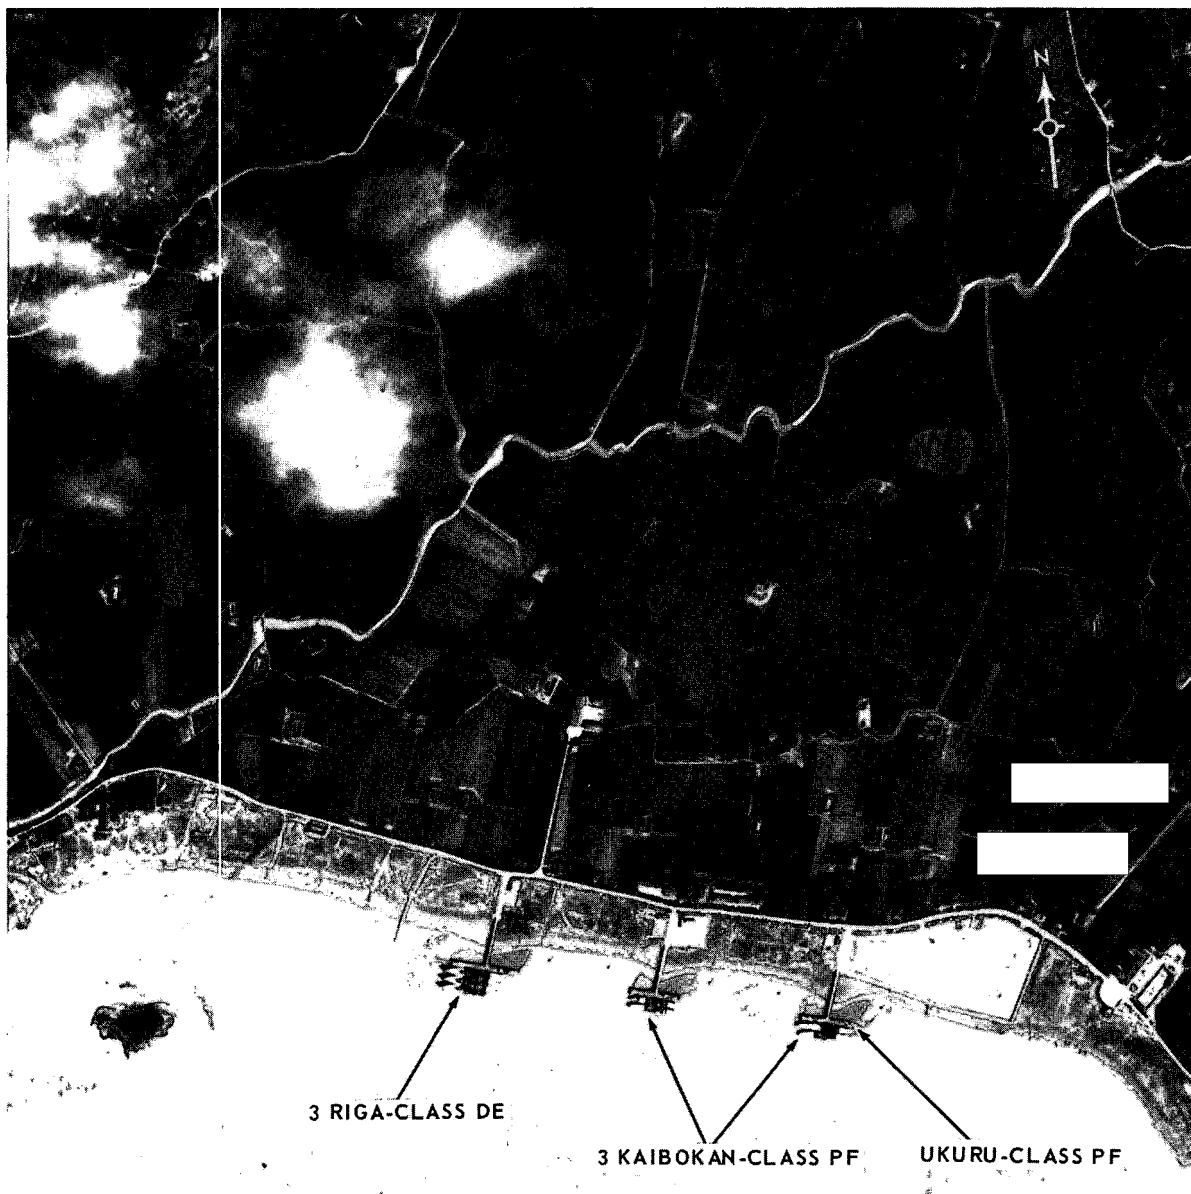 N
3 RIGA-CLASS DE
3 KAIBOKAN-CLASS PF
UKURU-CLASS PF